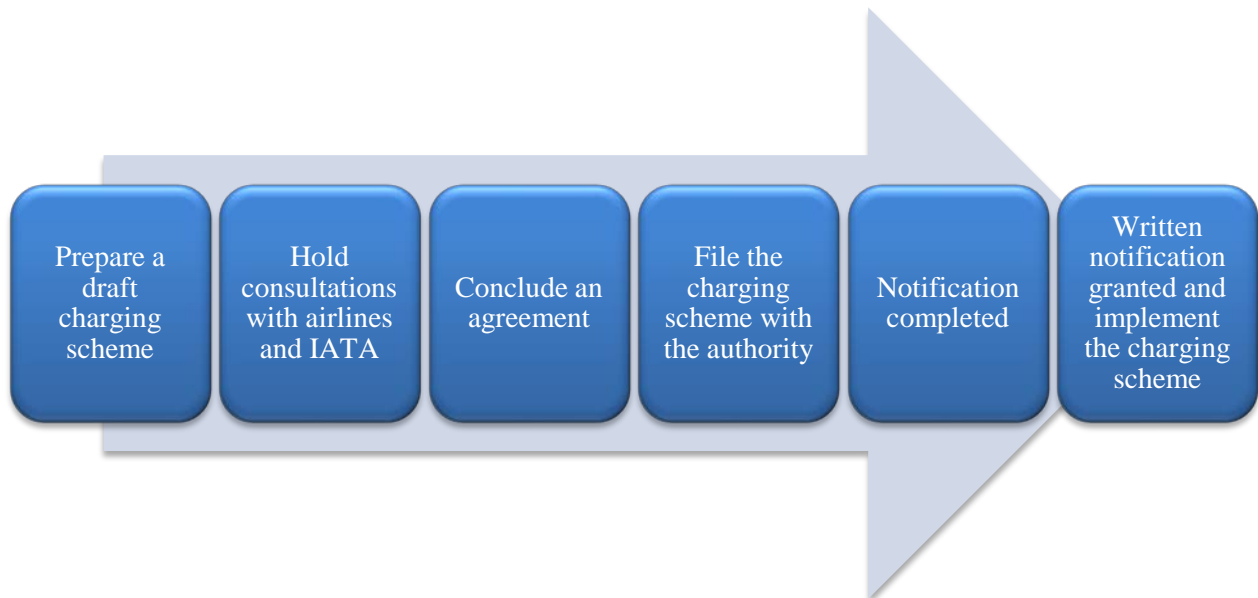 Prepare a
draft
charging
scheme
Hold
consultations
with airlines
and IATA
Conclude an
agreement
File the
charging
scheme with
the authority
Notification
completed
Written
notification
granted and
implement
the charging
scheme